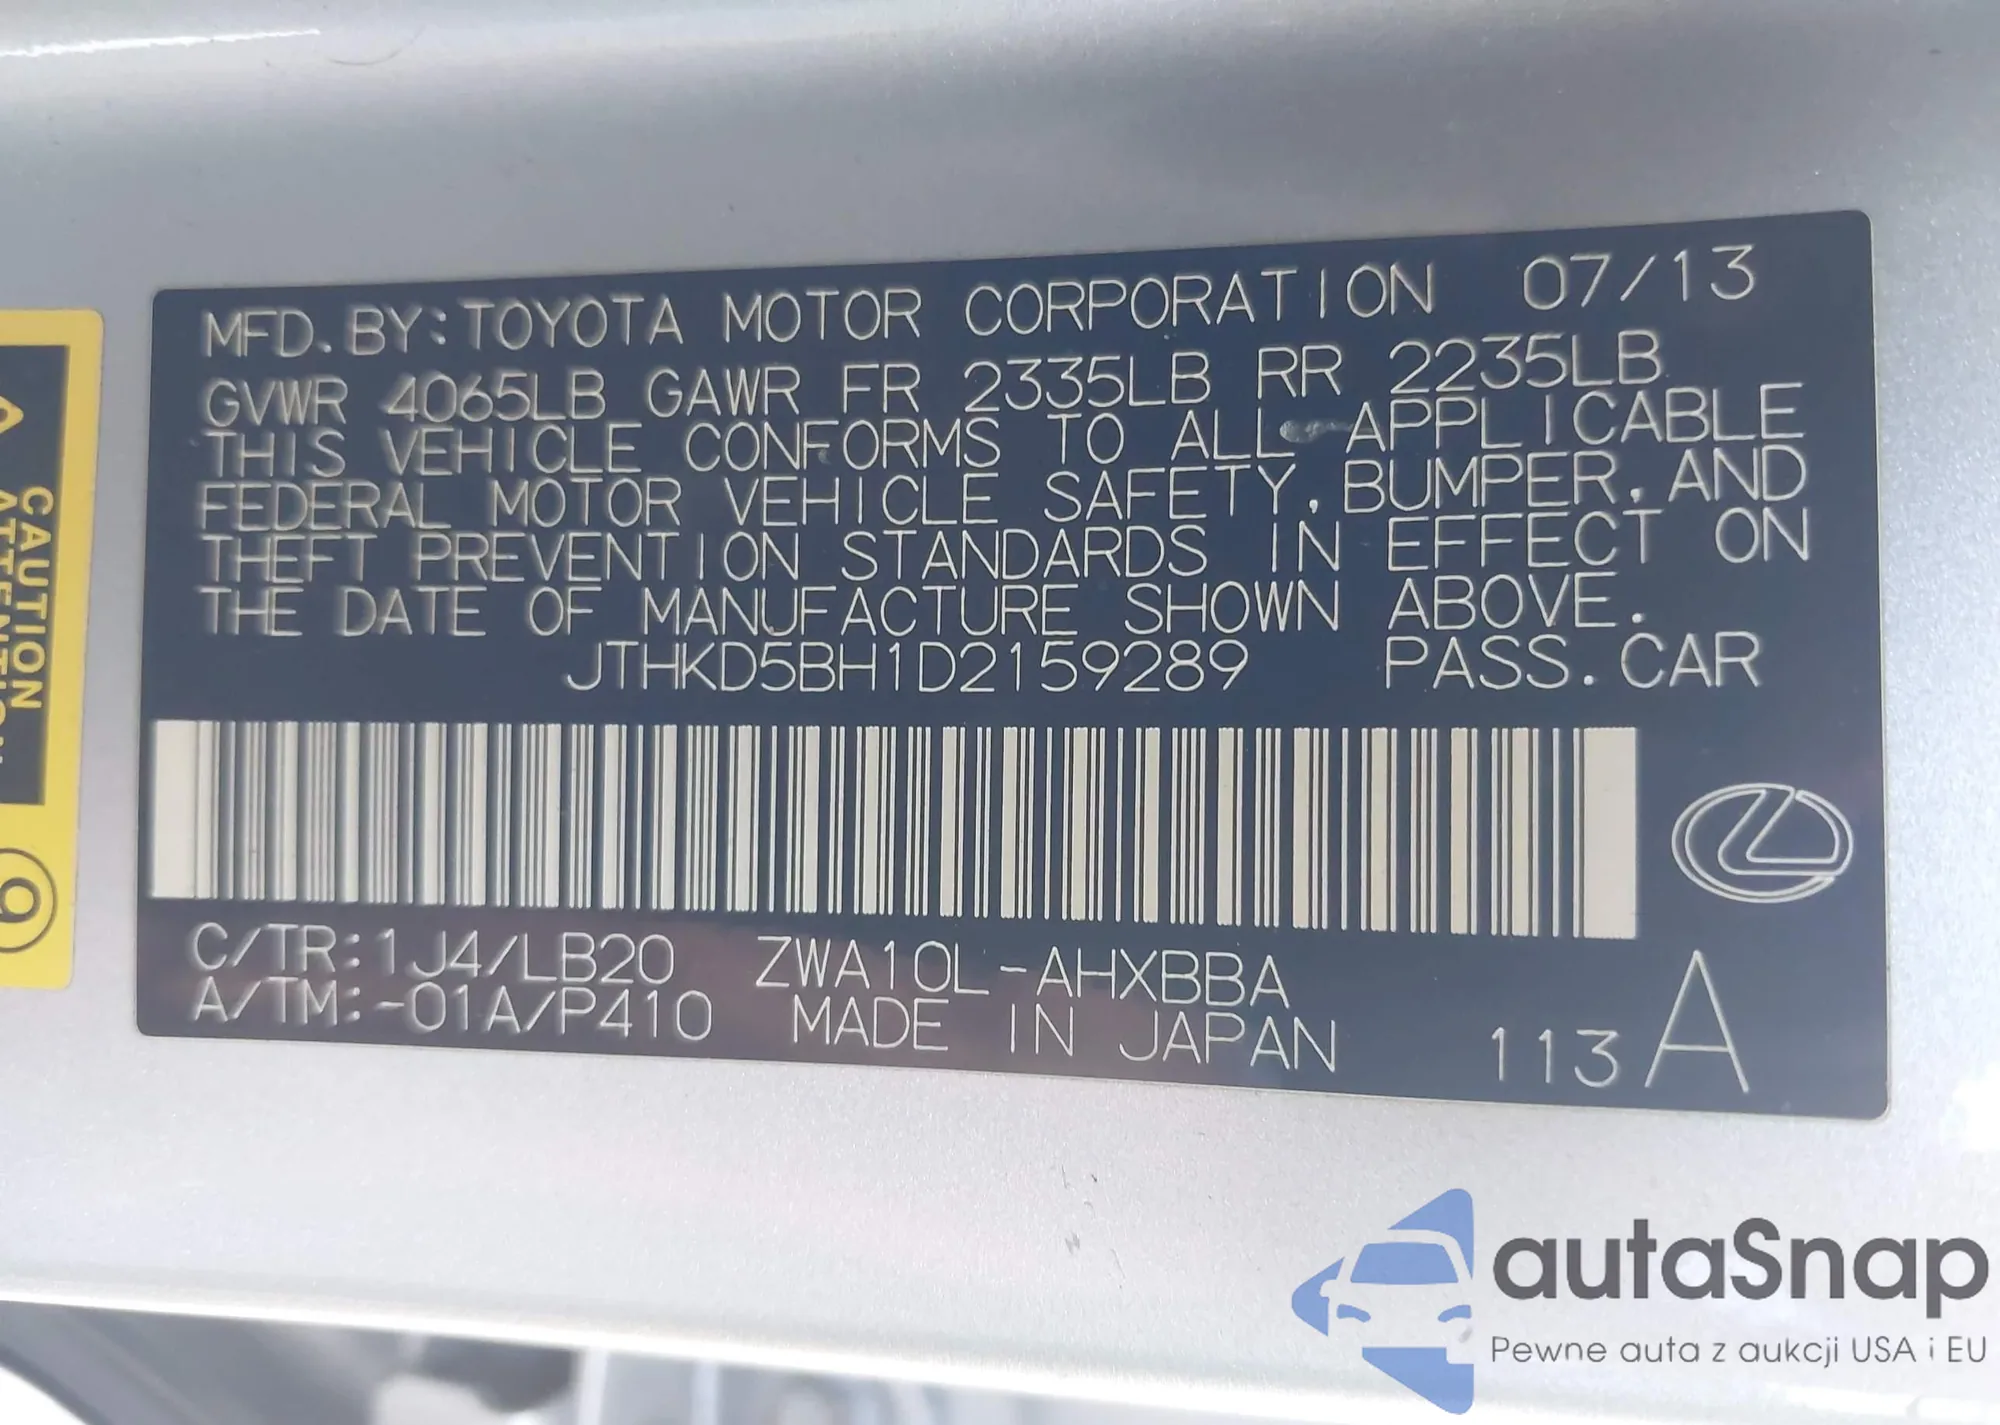 MFD. BY: TOYOTA MOTOR CORPORATION 07/13
GVWR 4065LB GAWR FR 2335LB RR 2235LB
THIS VEHICLE CONFORMS TO ALL APPLICABLE
FEDERAL MOTOR VEHICLE SAFETY, BUMPER, AND
THEFT PREVENTION STANDARDS IN EFFECT ON
THE DATE OF MANUFACTURE SHOWN ABOVE.
JTHKD5BH1D2159289 PASS. CAR
C/TR: 1J4/LB20 ZWA10L-AHXBBA
A/TM: -01A/P410 MADE IN JAPAN 113 A
CAUTION
autaSnap
Pewne auta z aukcji USA i EU